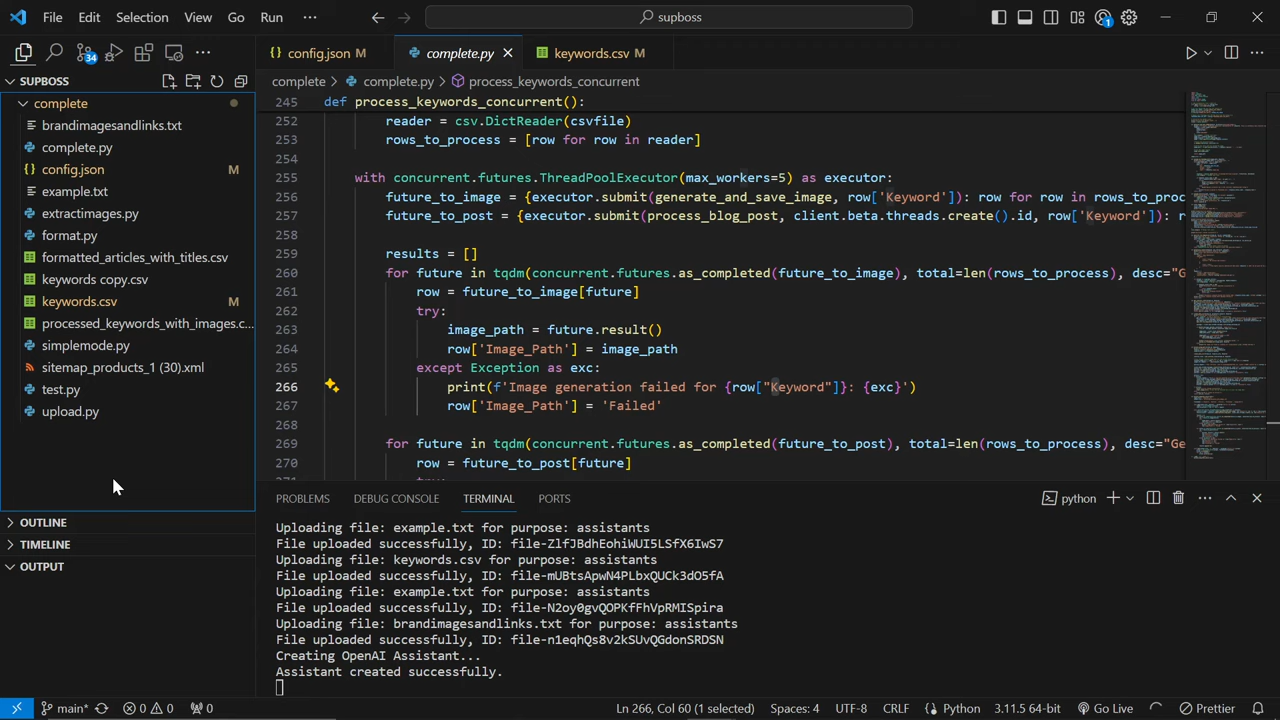 File Edit Selection View Go Run ··· supboss
34 1
config.json M complete.py keywords.csv M
SUPBOSS
complete > complete.py > process_keywords_concurrent
complete
brandimagesandlinks.txt
complete.py
config.json M
example.txt
extractimages.py
format.py
formatted_articles_with_titles.csv
keywords copy.csv
keywords.csv M
processed_keywords_with_images.c...
simplemode.py
sitemap_products_1 (30).xml
test.py
upload.py
OUTLINE
TIMELINE
OUTPUT
245 def process_keywords_concurrent():
252 reader = csv.DictReader(csvfile)
253 rows_to_process = [row for row in reader]
254
255 with concurrent.futures.ThreadPoolExecutor(max_workers=5) as executor:
256 future_to_image = {executor.submit(generate_and_save_image, row['Keyword']): row for row in rows_to_proc
257 future_to_post = {executor.submit(process_blog_post, client.beta.threads.create().id, row['Keyword']): r
258
259 results = []
260 for future in tqdm(concurrent.futures.as_completed(future_to_image), total=len(rows_to_process), desc="Ge
261 row = future_to_image[future]
262 try:
263 image_path = future.result()
264 row['Image_Path'] = image_path
265 except Exception as exc:
266 print(f'Image generation failed for {row["Keyword"]}: {exc}')
267 row['Image_Path'] = 'Failed'
269 for future in tqdm(concurrent.futures.as_completed(future_to_post), total=len(rows_to_process), desc="Ge
270 row = future_to_post[future]
PROBLEMS DEBUG CONSOLE TERMINAL PORTS python
Uploading file: example.txt for purpose: assistants
File uploaded successfully, ID: file-ZlfJBdhEohiWUI5LSfX6IwS7
Uploading file: keywords.csv for purpose: assistants
File uploaded successfully, ID: file-mUBtsApwN4PLbxQUCk3dO5fA
Uploading file: example.txt for purpose: assistants
File uploaded successfully, ID: file-N2oy0gvQOPKfFhVpRMISpira
Uploading file: brandimagesandlinks.txt for purpose: assistants
File uploaded successfully, ID: file-n1eqhQs8v2kSUvQGdonSRDSN
Creating OpenAI Assistant...
Assistant created successfully.
main* 0 0 0 Ln 266, Col 60 (1 selected) Spaces: 4 UTF-8 CRLF Python 3.11.5 64-bit Go Live Prettier